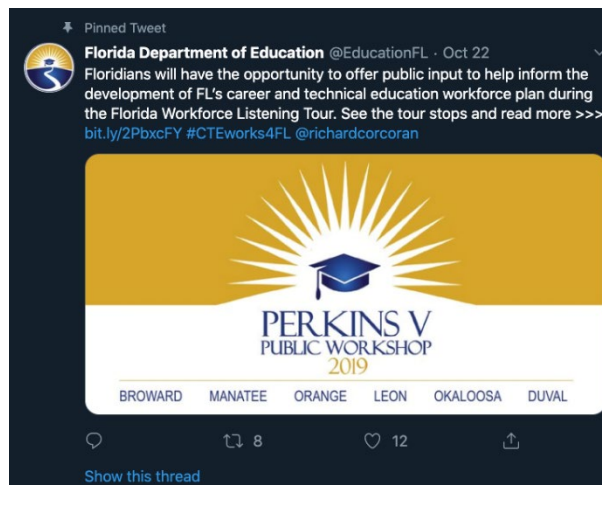 Pinned Tweet
Florida Department of Education @EducationFL · Oct 22
Floridians will have the opportunity to offer public input to help inform the
development of FL's career and technical education workforce plan during
the Florida Workforce Listening Tour. See the tour stops and read more >>>
bit.ly/2PbxcFY #CTEworks4FL @richardcorcoran
PERKINS V
PUBLIC WORKSHOP
2019
BROWARD MANATEE ORANGE LEON OKALOOSA DUVAL
8 12
Show this thread